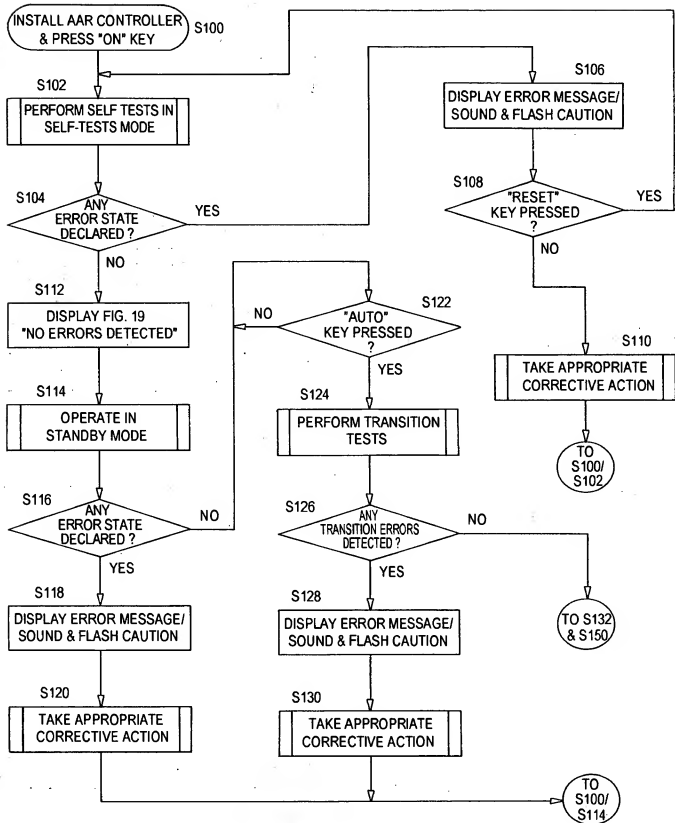 INSTALL AAR CONTROLLER
& PRESS "ON" KEY
S100
S102
PERFORM SELF TESTS IN
SELF-TESTS MODE
S104
ANY
ERROR STATE
DECLARED ?
YES
NO
S106
DISPLAY ERROR MESSAGE/
SOUND & FLASH CAUTION
S108
"RESET"
KEY PRESSED
?
YES
NO
S110
TAKE APPROPRIATE
CORRECTIVE ACTION
TO
S100/
S102
S112
DISPLAY FIG. 19
"NO ERRORS DETECTED"
S114
OPERATE IN
STANDBY MODE
S116
ANY
ERROR STATE
DECLARED ?
NO
YES
S118
DISPLAY ERROR MESSAGE/
SOUND & FLASH CAUTION
S120
TAKE APPROPRIATE
CORRECTIVE ACTION
S122
"AUTO"
KEY PRESSED
?
NO
YES
S124
PERFORM TRANSITION
TESTS
S126
ANY
TRANSITION ERRORS
DETECTED ?
NO
YES
TO S132
& S150
S128
DISPLAY ERROR MESSAGE/
SOUND & FLASH CAUTION
S130
TAKE APPROPRIATE
CORRECTIVE ACTION
TO
S100/
S114